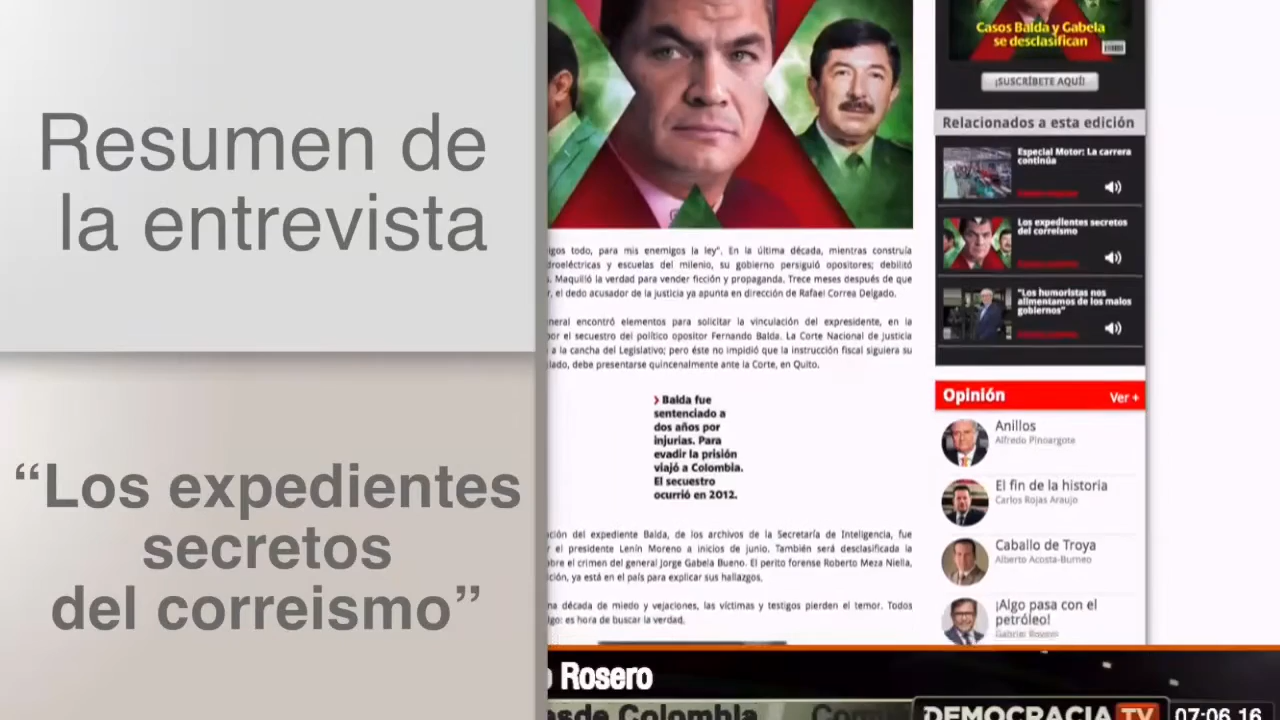 Resumen de
la entrevista
“Los expedientes
secretos
del correismo”
todo, para mis enemigos la ley". En la última década, mientras construía
y escuelas del milenio, su gobierno persiguió opositores; debilitó
Maquilló la verdad para vender ficción y propaganda. Trece meses después de que
el dedo acusador de la justicia ya apunta en dirección de Rafael Correa Delgado.
encontró elementos para solicitar la vinculación del expresidente, en la
el secuestro del político opositor Fernando Balda. La Corte Nacional de Justicia
a la cancha del Legislativo; pero éste no impidió que la instrucción fiscal siguiera su
debe presentarse quincenalmente ante la Corte, en Quito.
Balda fue
sentenciado a
dos años por
injurias. Para
evadir la prisión
viajó a Colombia.
El secuestro
ocurrió en 2012.
del expediente Balda, de los archivos de la Secretaría de Inteligencia, fue
el presidente Lenín Moreno a inicios de junio. También será desclasificada la
el crimen del general Jorge Gabela Bueno. El perito forense Roberto Meza Niella,
ya está en el país para explicar sus hallazgos.
década de miedo y vejaciones, las víctimas y testigos pierden el temor. Todos
es hora de buscar la verdad.
Casos Balda y Gabela
se desclasifican
¡SUSCRÍBETE AQUÍ!
Relacionados a esta edición
Especial Motor: La carrera
continúa
Los expedientes secretos
del correísmo
"Los humoristas nos
alimentamos de los malos
gobiernos"
Opinión Ver +
Anillos
Alfredo Pinoargote
El fin de la historia
Carlos Rojas Araujo
Caballo de Troya
Alberto Acosta-Burneo
¡Algo pasa con el
petróleo!
Rosero
Colombia
DEMOCRACIA TV 07:06.16